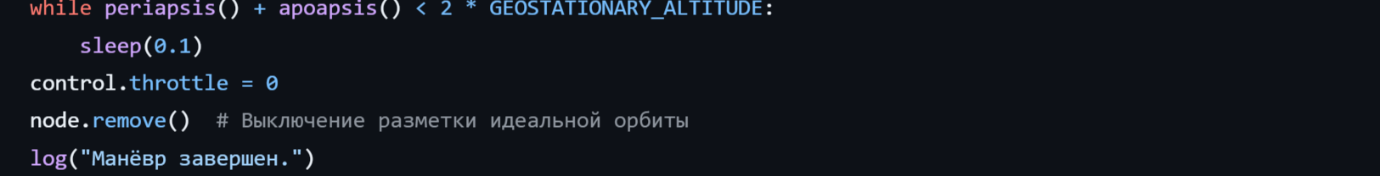 while periapsis() + apoapsis() < 2 * GEOSTATIONARY_ALTITUDE:
    sleep(0.1)
control.throttle = 0
node.remove()  # Выключение разметки идеальной орбиты
log("Манёвр завершен.")